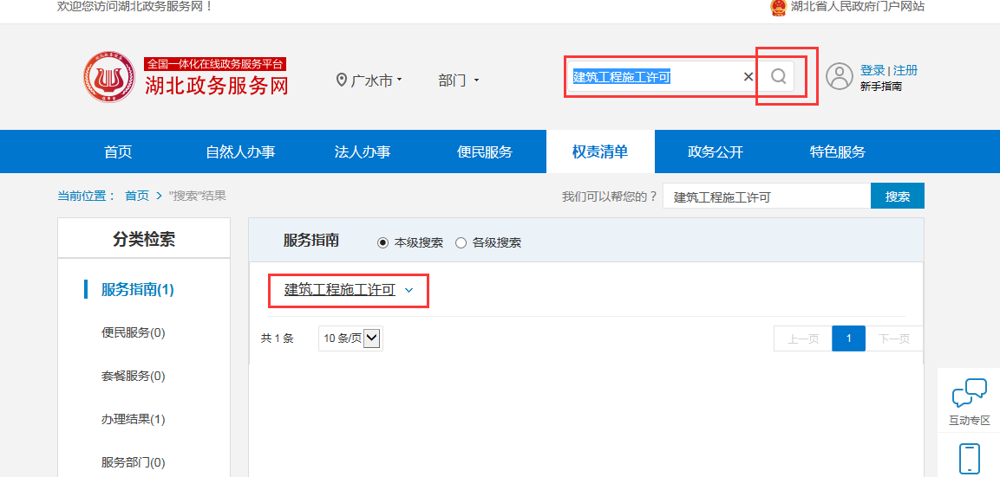 欢迎您访问湖北政务服务网！
湖北省人民政府门户网站
全国一体化在线政务服务平台
湖北政务服务网
广水市
部门
建筑工程施工许可
登录 | 注册
新手指南
首页 自然人办事 法人办事 便民服务 权责清单 政务公开 特色服务
当前位置： 首页 > "搜索"结果
我们可以帮您的？ 建筑工程施工许可 搜索
分类检索
服务指南(1)
便民服务(0)
套餐服务(0)
办理结果(1)
服务部门(0)
服务指南 本级搜索 各级搜索
建筑工程施工许可
共 1 条 10 条/页 上一页 1 下一页
互动专区